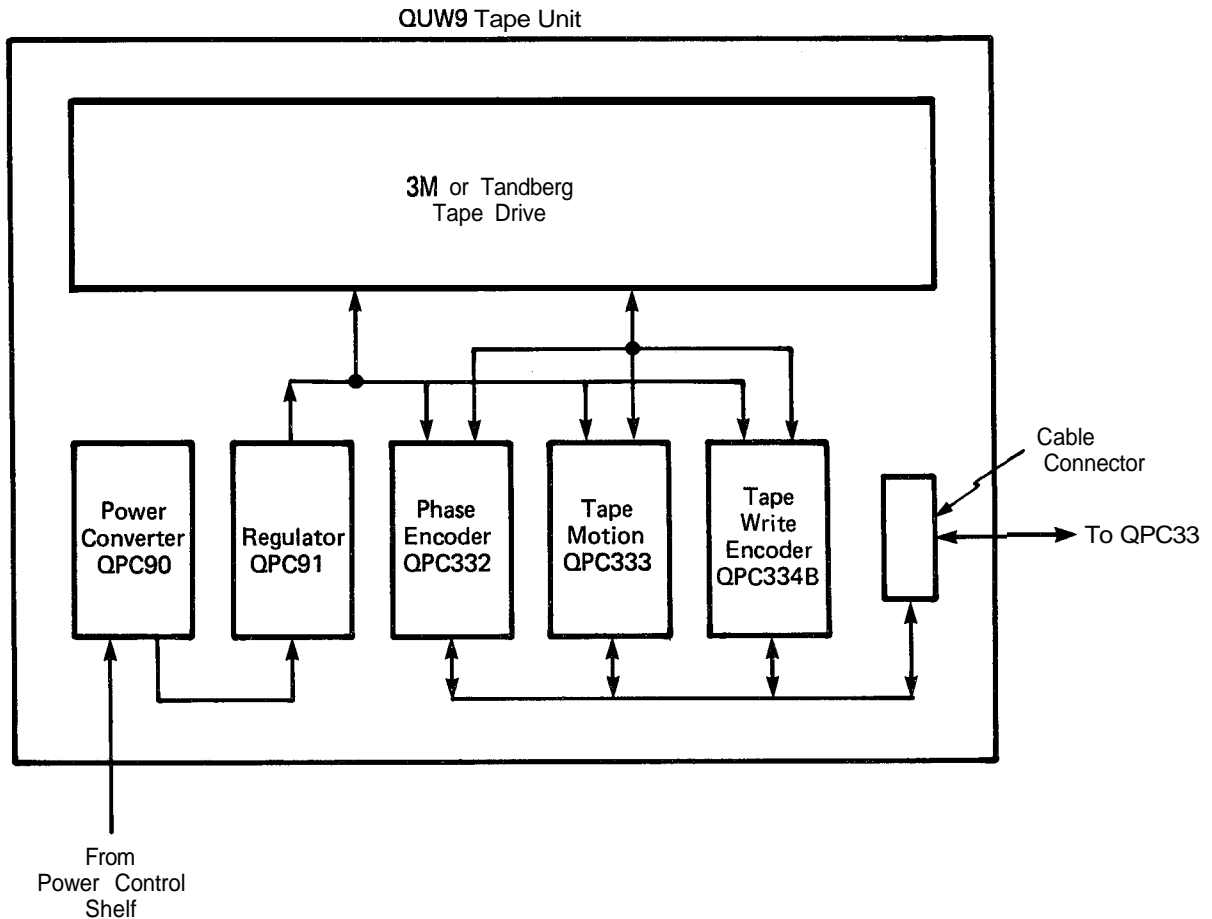 QUW9 Tape Unit
3M or Tandberg
Tape Drive
Power
Converter
QPC90
Regulator
QPC91
Phase
Encoder
QPC332
Tape
Motion
QPC333
Tape
Write
Encoder
QPC334B
Cable
Connector
To QPC33
From
Power Control
Shelf